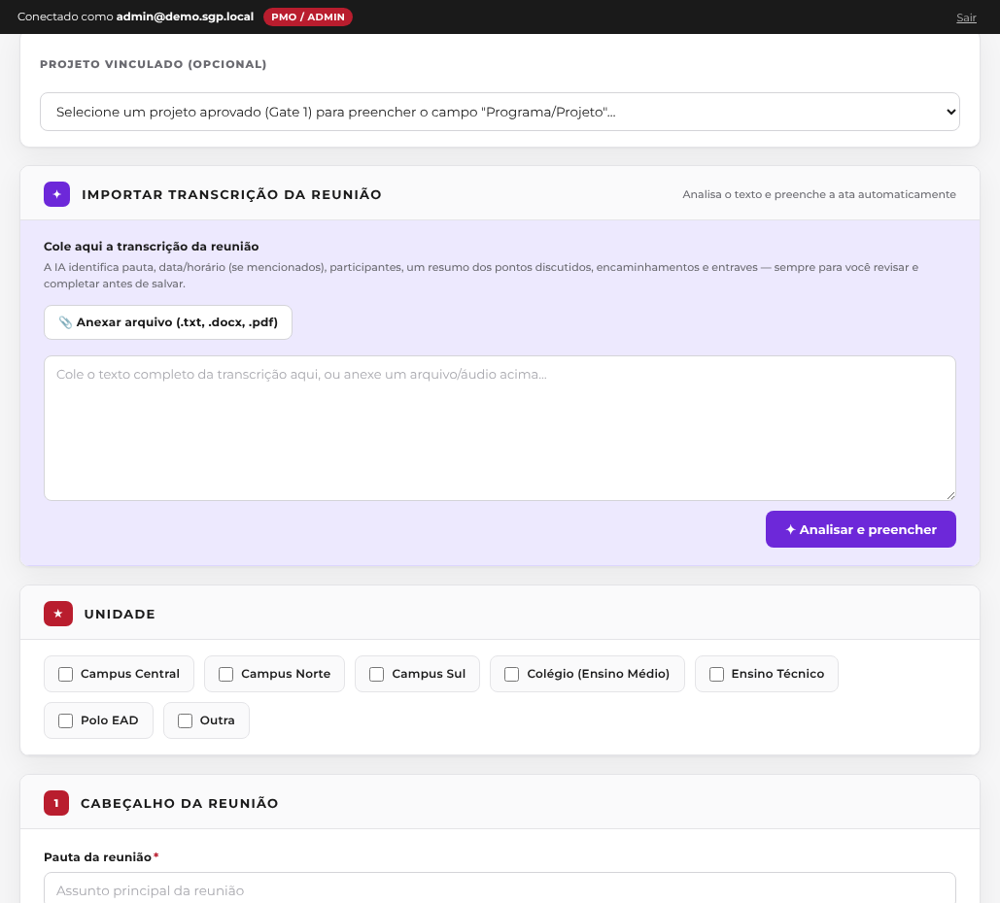 Conectado como admin@demo.sgp.local PMO / ADMIN Sair
PROJETO VINCULADO (OPCIONAL)
Selecione um projeto aprovado (Gate 1) para preencher o campo "Programa/Projeto"...
✦ IMPORTAR TRANSCRIÇÃO DA REUNIÃO Analisa o texto e preenche a ata automaticamente
Cole aqui a transcrição da reunião
A IA identifica pauta, data/horário (se mencionados), participantes, um resumo dos pontos discutidos, encaminhamentos e entraves — sempre para você revisar e
completar antes de salvar.
📎 Anexar arquivo (.txt, .docx, .pdf)
Cole o texto completo da transcrição aqui, ou anexe um arquivo/áudio acima...
✦ Analisar e preencher
★ UNIDADE
Campus Central Campus Norte Campus Sul Colégio (Ensino Médio) Ensino Técnico
Polo EAD Outra
1 CABEÇALHO DA REUNIÃO
Pauta da reunião *
Assunto principal da reunião